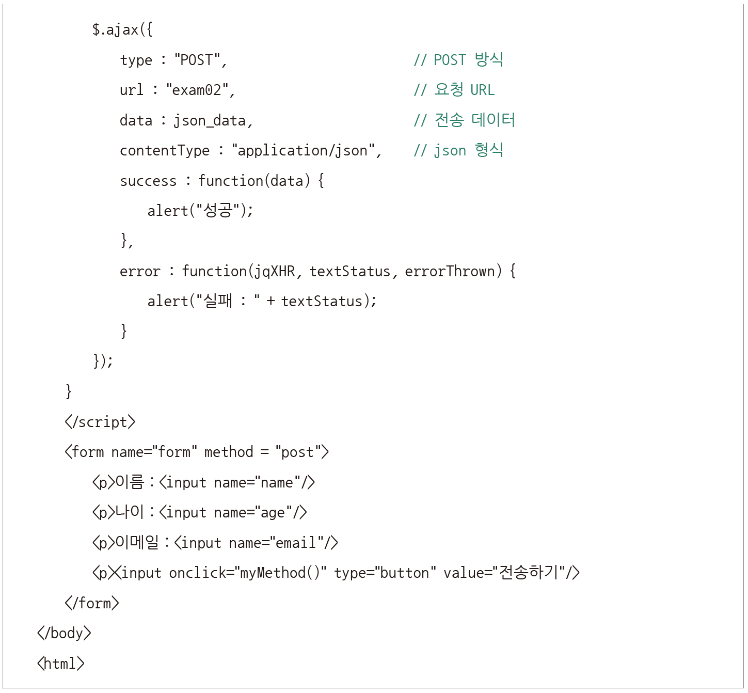 $.ajax({
type : "POST", // POST 방식
url : "exam02", // 요청 URL
data : json_data, // 전송 데이터
contentType : "application/json", // json 형식
success : function(data) {
alert("성공");
},
error : function(jqXHR, textStatus, errorThrown) {
alert("실패 : " + textStatus);
}
});
}
</script>
<form name="form" method = "post">
<p>이름 : <input name="name"/>
<p>나이 : <input name="age"/>
<p>이메일 : <input name="email"/>
<p><input onclick="myMethod()" type="button" value="전송하기"/>
</form>
</body>
<html>